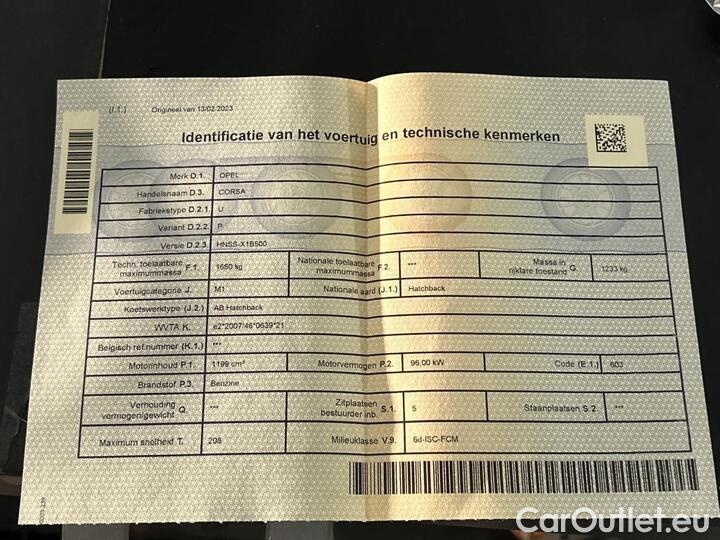 (I.1.) Origineel van 13/02/2023
Identificatie van het voertuig en technische kenmerken
Merk D.1. OPEL
Handelsnaam D.3. CORSA
Fabriekstype D.2.1. U
Variant D.2.2. P
Versie D.2.3. HNSS-X1B500
Techn. toelaatbare maximummassa F.1. 1650 kg Nationale toelaatbare maximummassa F.2. *** Massa in rijklare toestand G. 1233 kg
Voertuigcategorie J. M1 Nationale aard (J.1.) Hatchback
Koetswerktype (J.2.) AB Hatchback
WVTA K. e2*2007/46*0639*21
Belgisch ref.nummer (K.1.) ***
Motorinhoud P.1. 1199 cm³ Motorvermogen P.2. 96,00 kW Code (E.1.) 603
Brandstof P.3. Benzine
Verhouding vermogen/gewicht Q. *** Zitplaatsen bestuurder inb. S.1. 5 Staanplaatsen S.2. ***
Maximum snelheid T. 208 Milieuklasse V.9. 6d-ISC-FCM
CarOutlet.eu